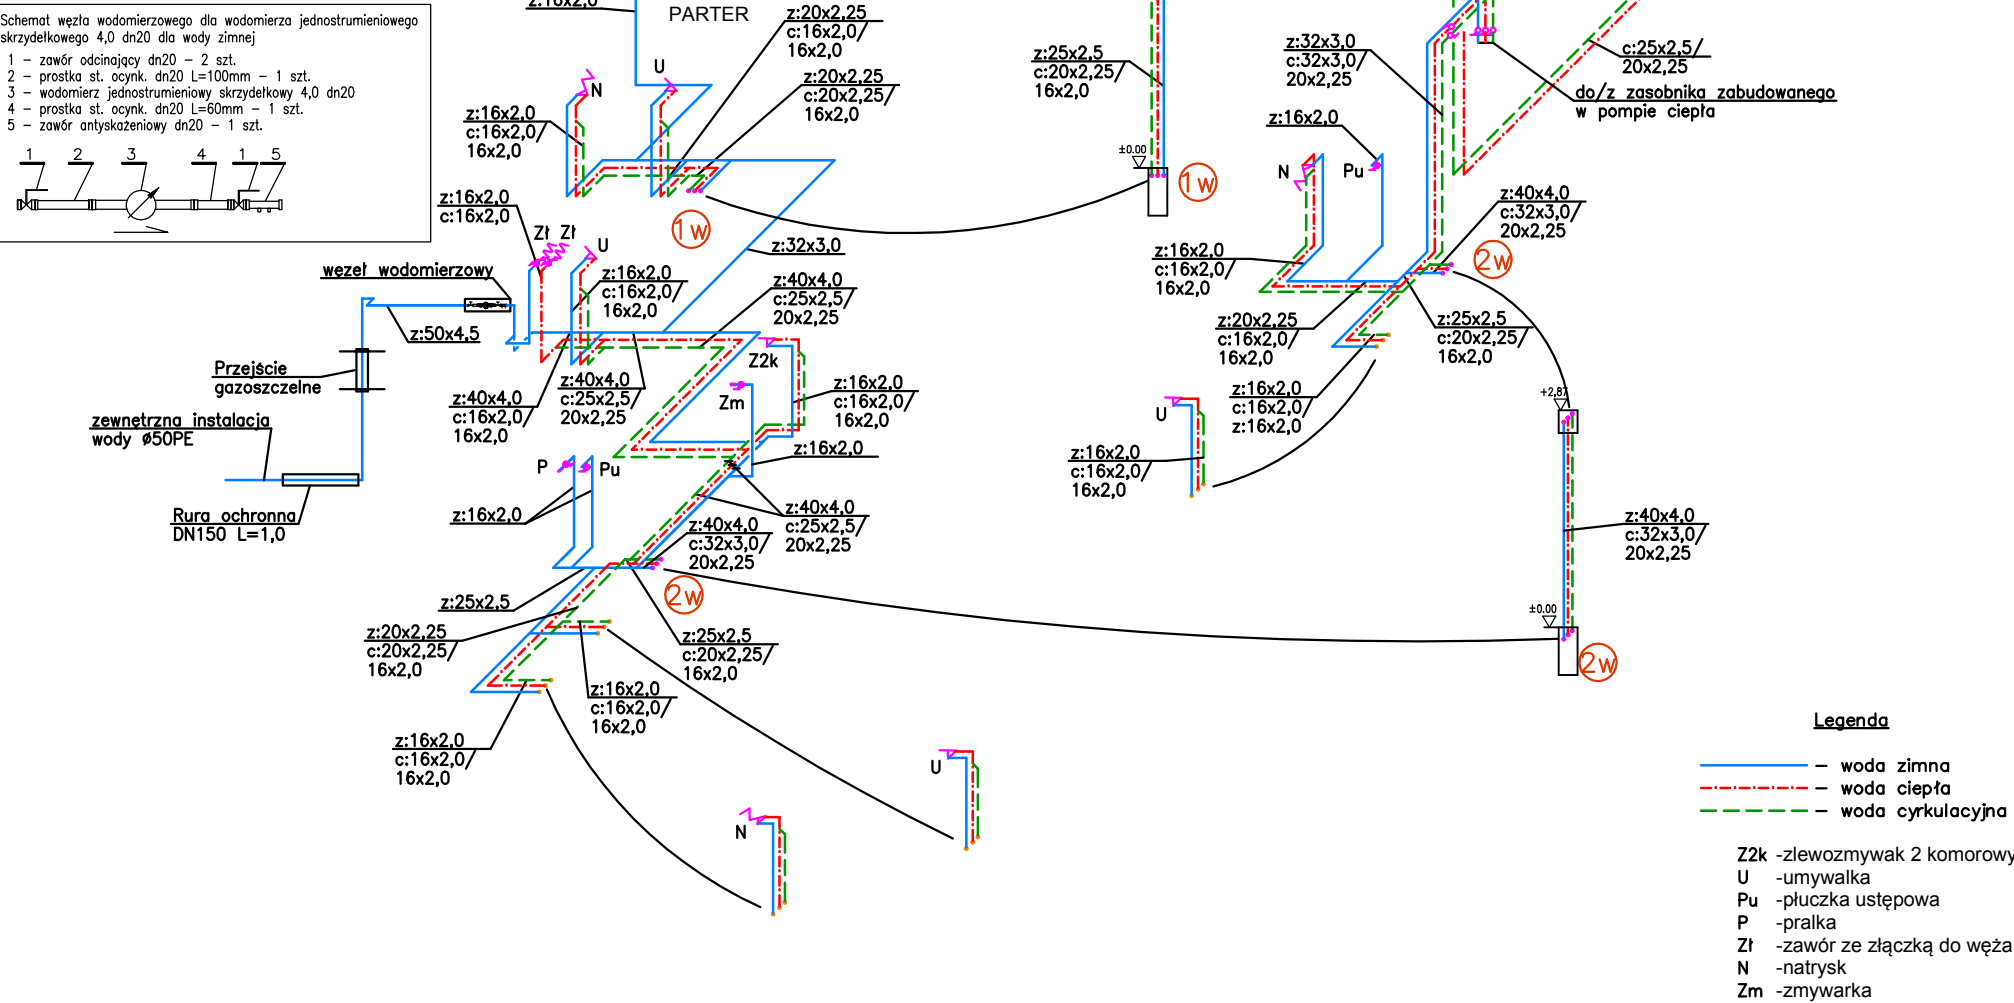 Schemat węzła wodomierzowego dla wodomierza jednostrumieniowego
skrzydełkowego 4,0 dn20 dla wody zimnej
1 – zawór odcinający dn20 – 2 szt.
2 – prostka st. ocynk. dn20 L=100mm – 1 szt.
3 – wodomierz jednostrumieniowy skrzydełkowy 4,0 dn20
4 – prostka st. ocynk. dn20 L=60mm – 1 szt.
5 – zawór antyskażeniowy dn20 – 1 szt.
1 2 3 4 1 5
z:16x2,0
PARTER
z:20x2,25
c:16x2,0/
16x2,0
U
z:20x2,25
c:20x2,25/
16x2,0
N
z:16x2,0
c:16x2,0/
16x2,0
z:16x2,0
c:16x2,0
1w
Zł Zł U
z:32x3,0
węzeł wodomierzowy
z:16x2,0
c:16x2,0/
16x2,0
z:40x4,0
c:25x2,5/
20x2,25
z:50x4,5
Przejście
gazoszczelne
Z2k
z:40x4,0
c:25x2,5/
20x2,25
z:40x4,0
c:16x2,0/
16x2,0
Zm
z:16x2,0
c:16x2,0/
16x2,0
zewnętrzna instalacja
wody ø50PE
z:16x2,0
P
Pu
Rura ochronna
DN150 L=1,0
z:16x2,0
z:40x4,0
c:25x2,5/
20x2,25
z:40x4,0
c:32x3,0/
20x2,25
2w
z:25x2,5
z:20x2,25
c:20x2,25/
16x2,0
z:25x2,5
c:20x2,25/
16x2,0
z:16x2,0
c:16x2,0/
16x2,0
z:16x2,0
c:16x2,0/
16x2,0
U
N
z:25x2,5
c:20x2,25/
16x2,0
±0.00
1w
z:32x3,0
c:32x3,0/
20x2,25
c:25x2,5/
20x2,25
do/z zasobnika zabudowanego
w pompie ciepła
z:16x2,0
N
Pu
z:40x4,0
c:32x3,0/
20x2,25
2w
z:16x2,0
c:16x2,0/
16x2,0
z:20x2,25
c:16x2,0/
16x2,0
z:25x2,5
c:20x2,25/
16x2,0
z:16x2,0
c:16x2,0/
z:16x2,0
+2,87
U
z:16x2,0
c:16x2,0/
16x2,0
z:40x4,0
c:32x3,0/
20x2,25
±0.00
2w
Legenda
– woda zimna
– woda ciepła
– woda cyrkulacyjna
Z2k -zlewozmywak 2 komorowy
U -umywalka
Pu -płuczka ustępowa
P -pralka
Zł -zawór ze złączką do węża
N -natrysk
Zm -zmywarka